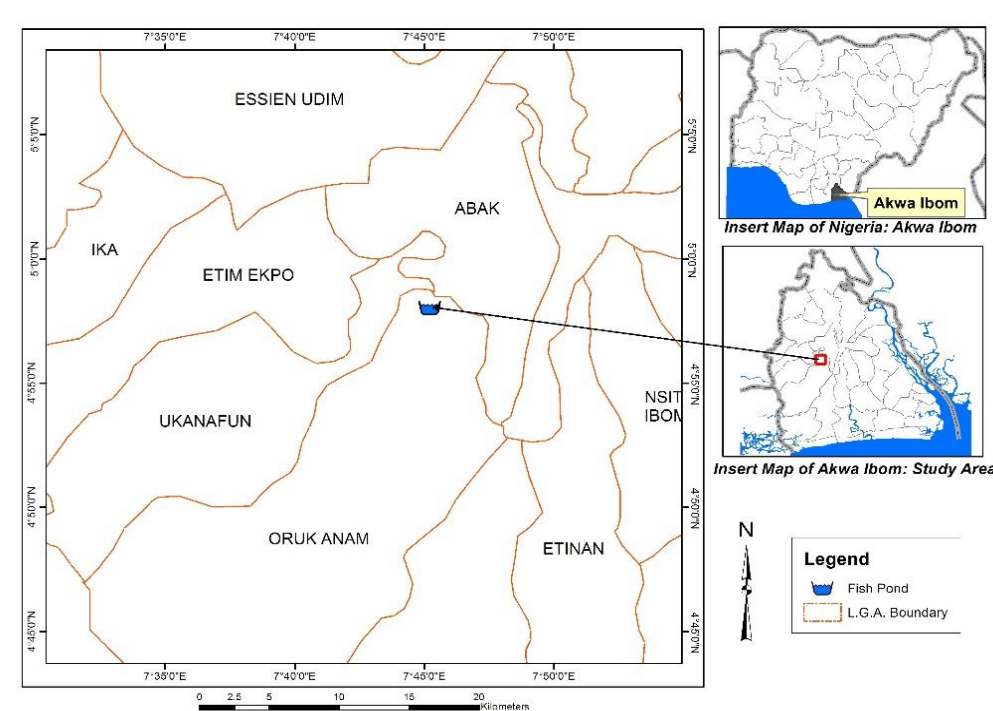 7°35'0"E 7°40'0"E 7°45'0"E 7°50'0"E
ESSIEN UDIM
5°5'0"N
5°5'0"N
ABAK
IKA
5°0'0"N
5°0'0"N
ETIM EKPO
4°55'0"N
4°55'0"N
NSIT
IBOM
UKANAFUN
4°50'0"N
4°50'0"N
ORUK ANAM
ETINAN
4°45'0"N
4°45'0"N
7°35'0"E 7°40'0"E 7°45'0"E 7°50'0"E
0 2.5 5 10 15 20
Kilometers
Akwa Ibom
Insert Map of Nigeria: Akwa Ibom
Insert Map of Akwa Ibom: Study Area
N
Legend
Fish Pond
L.G.A. Boundary